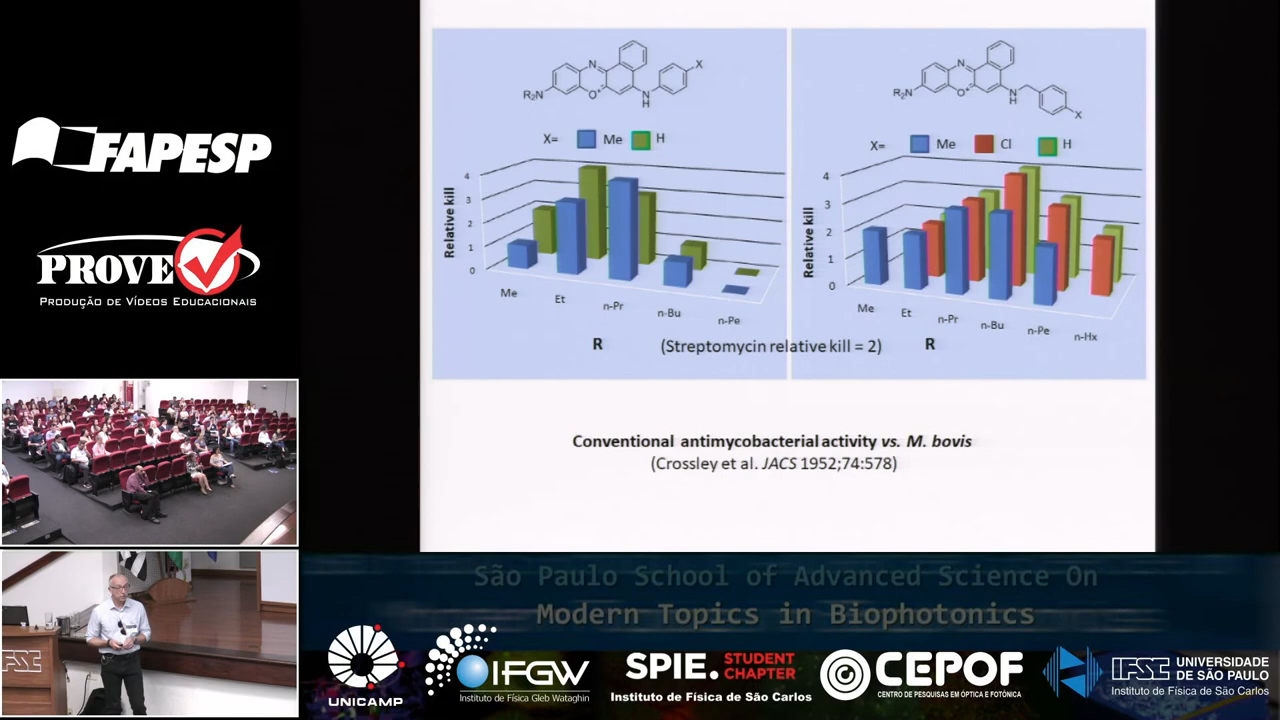 FAPESP
PROVE
PRODUÇÃO DE VÍDEOS EDUCACIONAIS
N
O+
R2N
N
H
X
X= Me H
Relative kill
4
3
2
1
0
Me Et n-Pr n-Bu n-Pe
R
N
O+
R2N
N
H
X
X= Me Cl H
Relative kill
4
3
2
1
0
Me Et n-Pr n-Bu n-Pe n-Hx
R
(Streptomycin relative kill = 2)
Conventional antimycobacterial activity vs. M. bovis
(Crossley et al. JACS 1952;74:578)
IFSC
São Paulo School of Advanced Science On
Modern Topics in Biophotonics
UNICAMP
IFGW
Instituto de Física Gleb Wataghin
SPIE. STUDENT
CHAPTER
Instituto de Física de São Carlos
CEPOF
CENTRO DE PESQUISAS EM ÓPTICA E FOTÔNICA
IFSC UNIVERSIDADE
DE SÃO PAULO
Instituto de Física de São Carlos